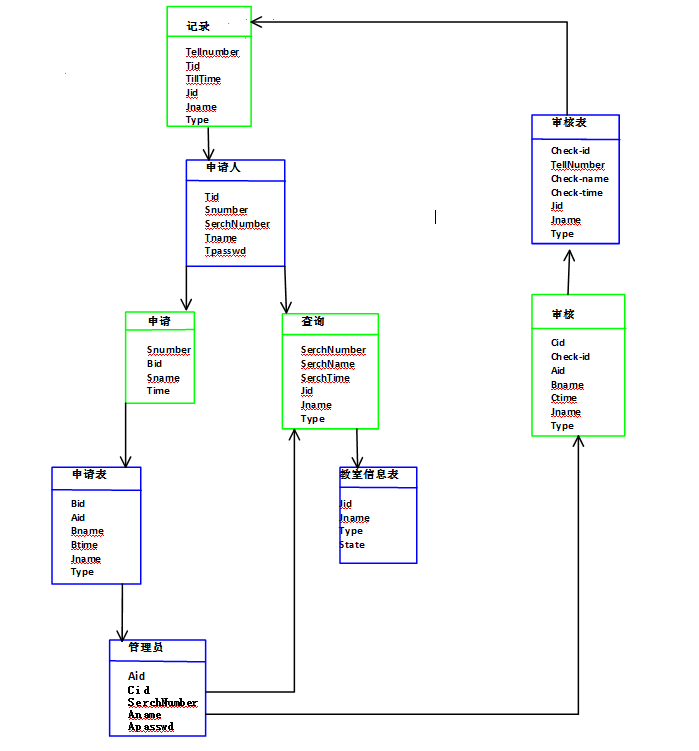 记录
Tellnumber
Tid
TillTime
Jid
Jname
Type
审核表
Check-id
TellNumber
Check-name
Check-time
Jid
Jname
Type
申请人
Tid
Snumber
SerchNumber
Tname
Tpasswd
申请
Snumber
Bid
Sname
Time
查询
SerchNumber
SerchName
SerchTime
Jid
Jname
Type
审核
Cid
Check-id
Aid
Bname
Ctime
Jname
Type
申请表
Bid
Aid
Bname
Btime
Jname
Type
教室信息表
Jid
Jname
Type
State
管理员
Aid
Cid
SerchNumber
Aname
Apasswd